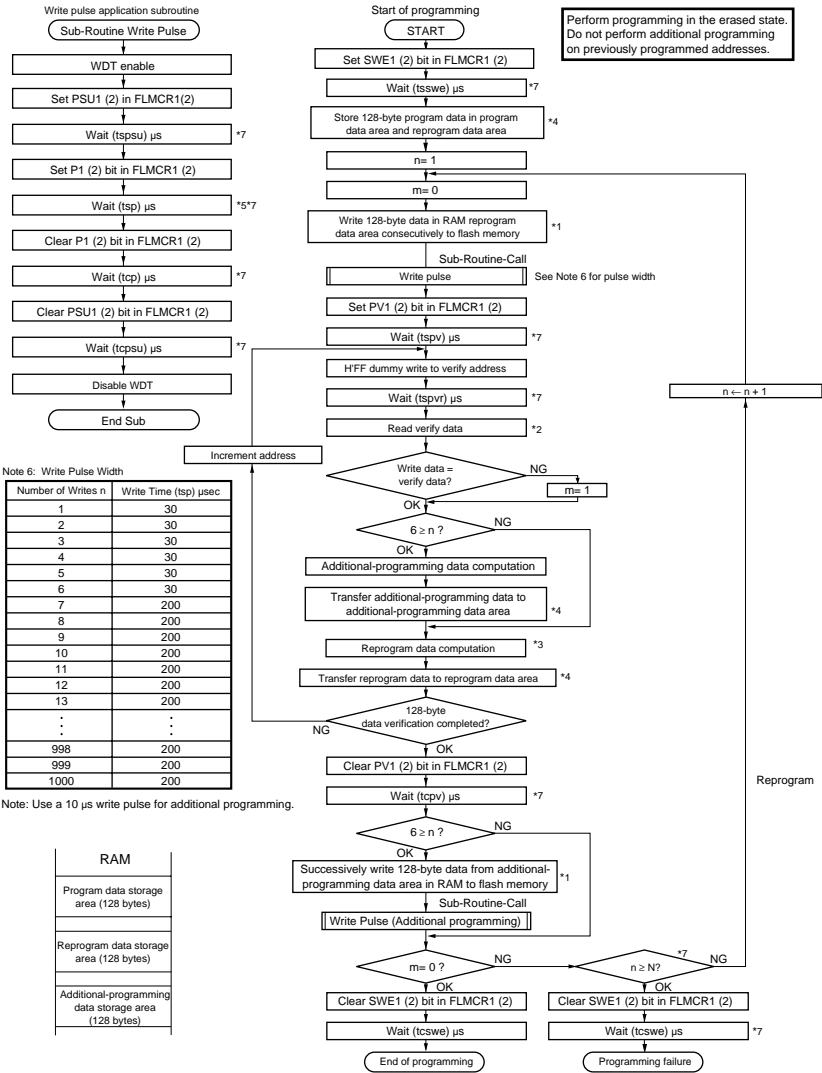 Write pulse application subroutine
Sub-Routine Write Pulse
WDT enable
Set PSU1 (2) in FLMCR1(2)
Wait (tspsu) µs
*7
Set P1 (2) bit in FLMCR1 (2)
Wait (tsp) µs
*5*7
Clear P1 (2) bit in FLMCR1 (2)
Wait (tcp) µs
*7
Clear PSU1 (2) bit in FLMCR1 (2)
Wait (tcpsu) µs
*7
Disable WDT
End Sub
Start of programming
START
Perform programming in the erased state.
Do not perform additional programming
on previously programmed addresses.
Set SWE1 (2) bit in FLMCR1 (2)
Wait (tsswe) µs
*7
Store 128-byte program data in program
data area and reprogram data area
*4
n= 1
m= 0
Write 128-byte data in RAM reprogram
data area consecutively to flash memory
*1
Sub-Routine-Call
Write pulse
See Note 6 for pulse width
Set PV1 (2) bit in FLMCR1 (2)
Wait (tspv) µs
*7
H'FF dummy write to verify address
Wait (tspvr) µs
*7
Read verify data
*2
Increment address
Write data =
verify data?
NG
m= 1
OK
6 ≥ n ?
NG
OK
Additional-programming data computation
Transfer additional-programming data to
additional-programming data area
*4
Reprogram data computation
*3
Transfer reprogram data to reprogram data area
*4
128-byte
data verification completed?
NG
OK
Clear PV1 (2) bit in FLMCR1 (2)
Wait (tcpv) µs
*7
6 ≥ n ?
NG
OK
Successively write 128-byte data from additional-
programming data area in RAM to flash memory
*1
Sub-Routine-Call
Write Pulse (Additional programming)
m= 0 ?
NG
OK
Clear SWE1 (2) bit in FLMCR1 (2)
Wait (tcswe) µs
End of programming
*7
n ≥ N?
NG
OK
Clear SWE1 (2) bit in FLMCR1 (2)
Wait (tcswe) µs
*7
Programming failure
n ← n + 1
Reprogram
Note 6: Write Pulse Width
Number of Writes n Write Time (tsp) µsec
1 30
2 30
3 30
4 30
5 30
6 30
7 200
8 200
9 200
10 200
11 200
12 200
13 200
998 200
999 200
1000 200
Note: Use a 10 µs write pulse for additional programming.
RAM
Program data storage
area (128 bytes)
Reprogram data storage
area (128 bytes)
Additional-programming
data storage area
(128 bytes)